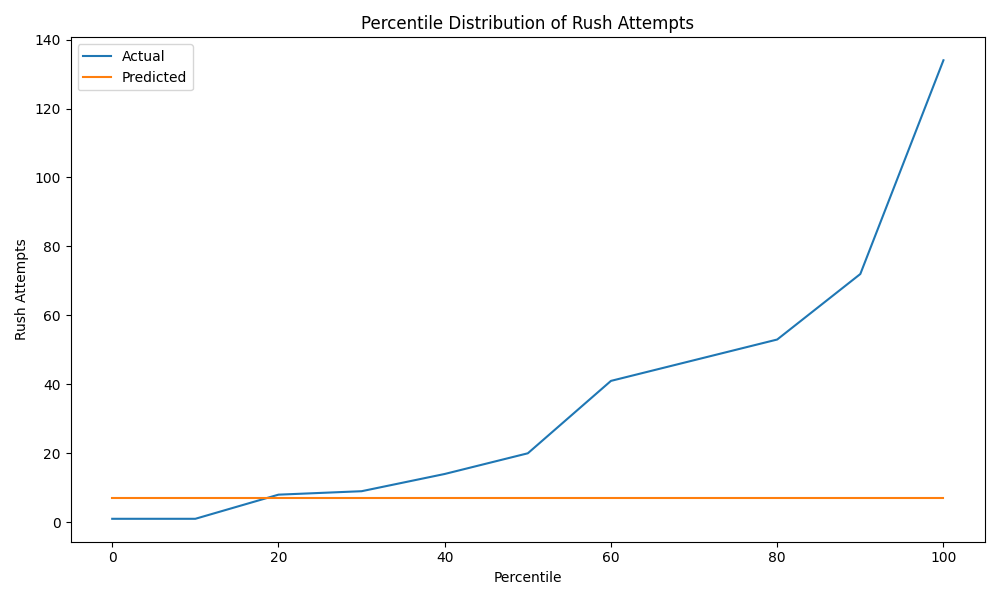 Percentile Distribution of Rush Attempts
Actual
Predicted
140
120
100
80
60
40
20
0
Rush Attempts
0 20 40 60 80 100
Percentile